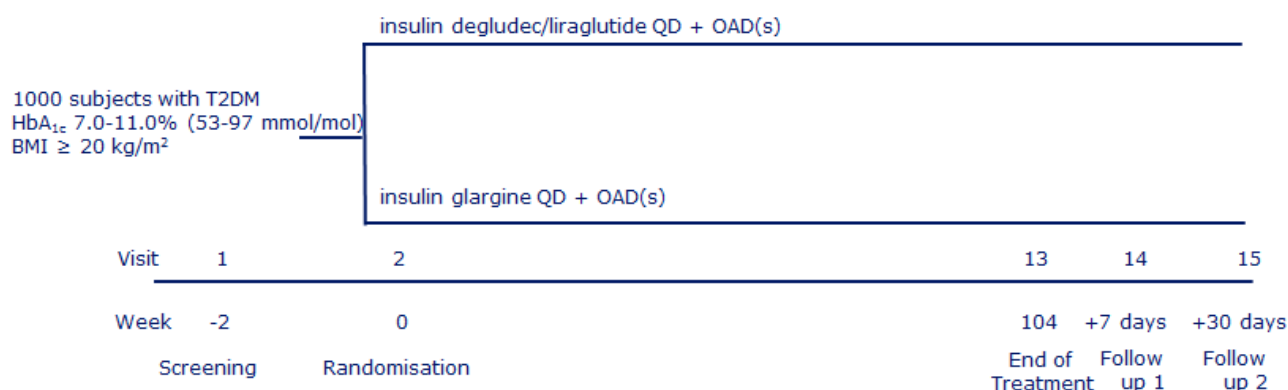 insulin degludec/liraglutide QD + OAD(s)
1000 subjects with T2DM
HbA1c 7.0-11.0% (53-97 mmol/mol)
BMI ≥ 20 kg/m²
insulin glargine QD + OAD(s)
Visit 1 2 13 14 15
Week -2 0 104 +7 days +30 days
Screening Randomisation End of Treatment Follow up 1 Follow up 2